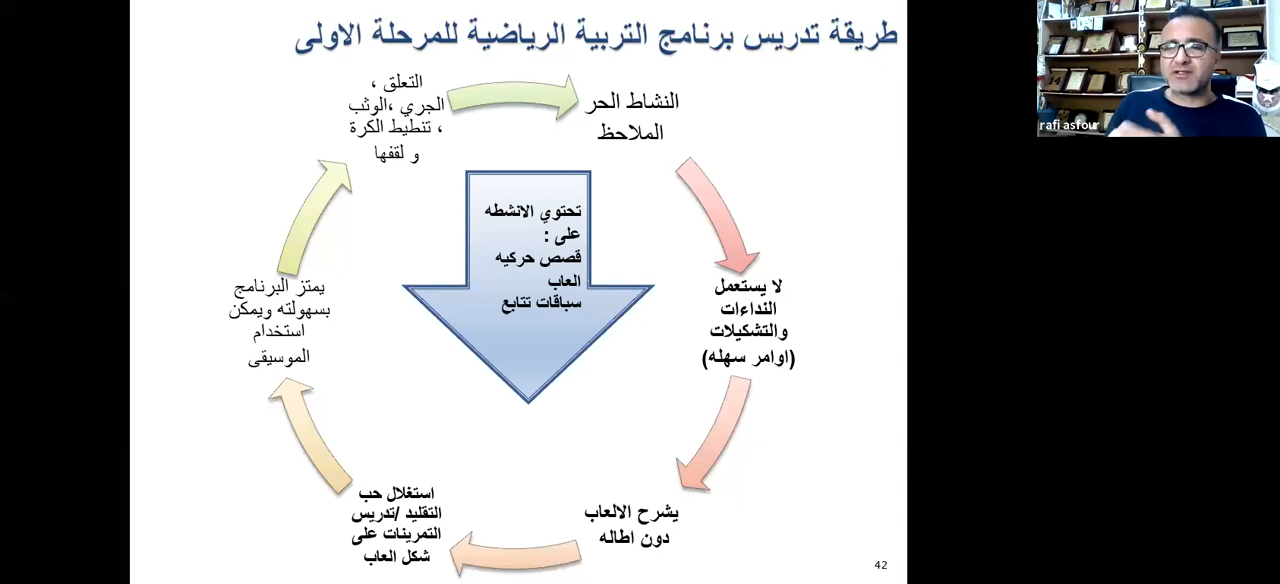 طريقة تدريس برنامج التربية الرياضية للمرحلة الاولى
النشاط الحر
الملاحظ
لا يستعمل
النداءات
والتشكيلات
(اوامر سهله)
يشرح الالعاب
دون اطاله
استغلال حب
التقليد /تدريس
التمرينات على
شكل العاب
يمتز البرنامج
بسهولته ويمكن
استخدام
الموسيقى
التعلق ،
الجري ،الوثب
، تنطيط الكرة
و لقفها
تحتوي الانشطه
على :
قصص حركيه
العاب
سباقات تتابع
42
rafi asfour